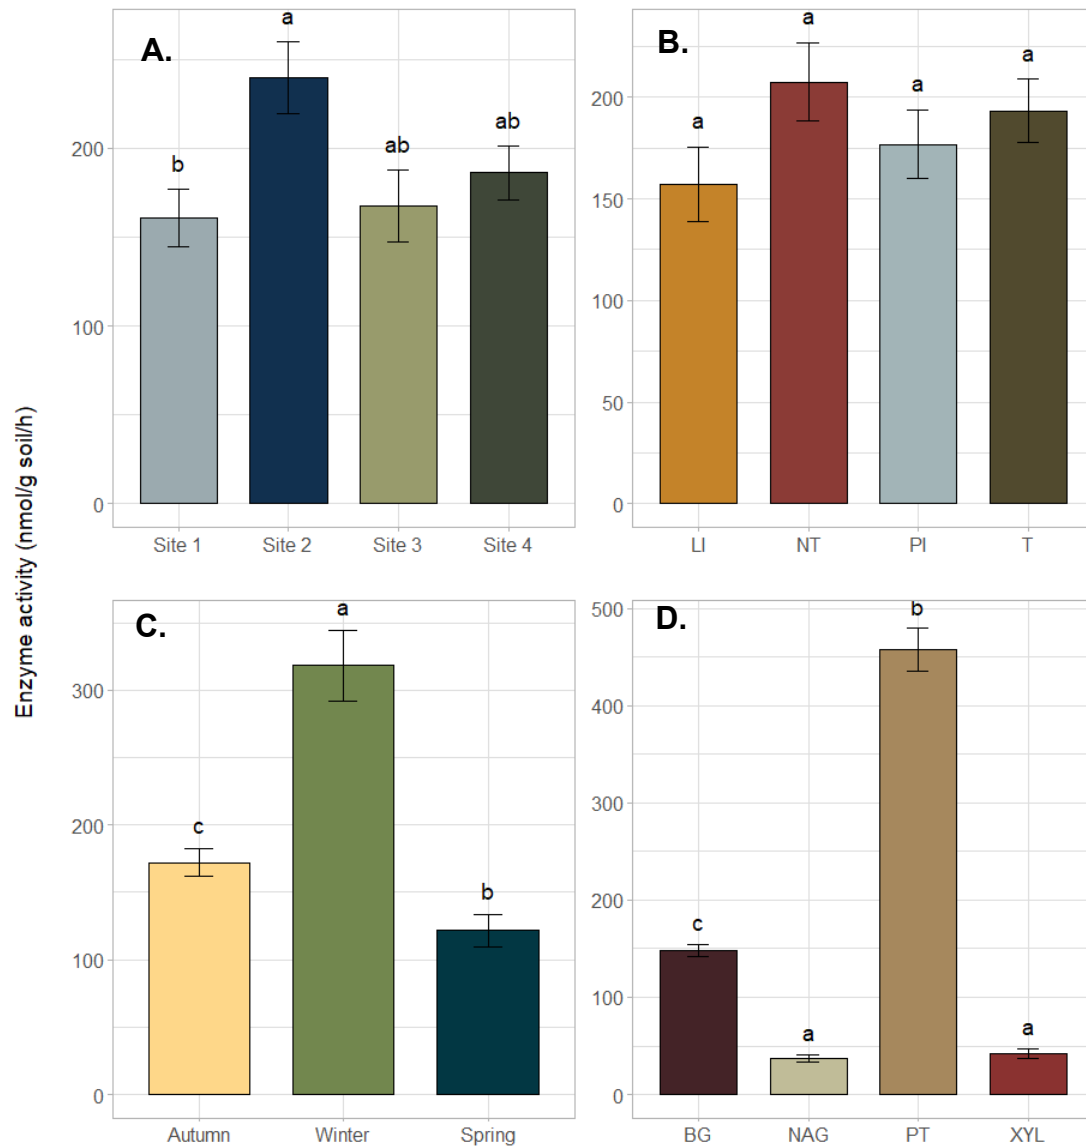 Enzyme activity (nmol/g soil/h)
A.
b
a
ab
ab
200
100
0
Site 1 Site 2 Site 3 Site 4
B.
a
a
a
a
200
150
100
50
0
LI NT PI T
C.
c
a
b
300
200
100
0
Autumn Winter Spring
D.
c
a
b
a
500
400
300
200
100
0
BG NAG PT XYL